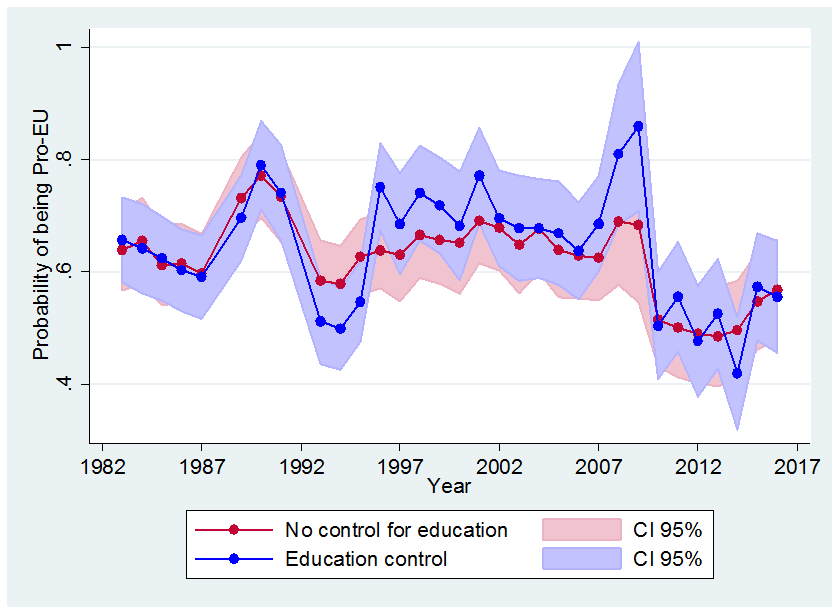 Probability of being Pro-EU
1
.8
.6
.4
1982 1987 1992 1997 2002 2007 2012 2017
Year
No control for education CI 95%
Education control CI 95%